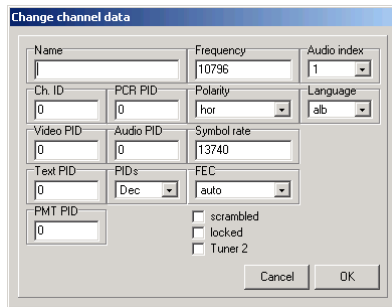 Change channel data
Name Frequency Audio index
10796 1
Ch. ID PCR PID Polarity Language
0 0 hor alb
Video PID Audio PID Symbol rate
0 0 13740
Text PID PIDs FEC
0 Dec auto
PMT PID
0
scrambled
locked
Tuner 2
Cancel OK